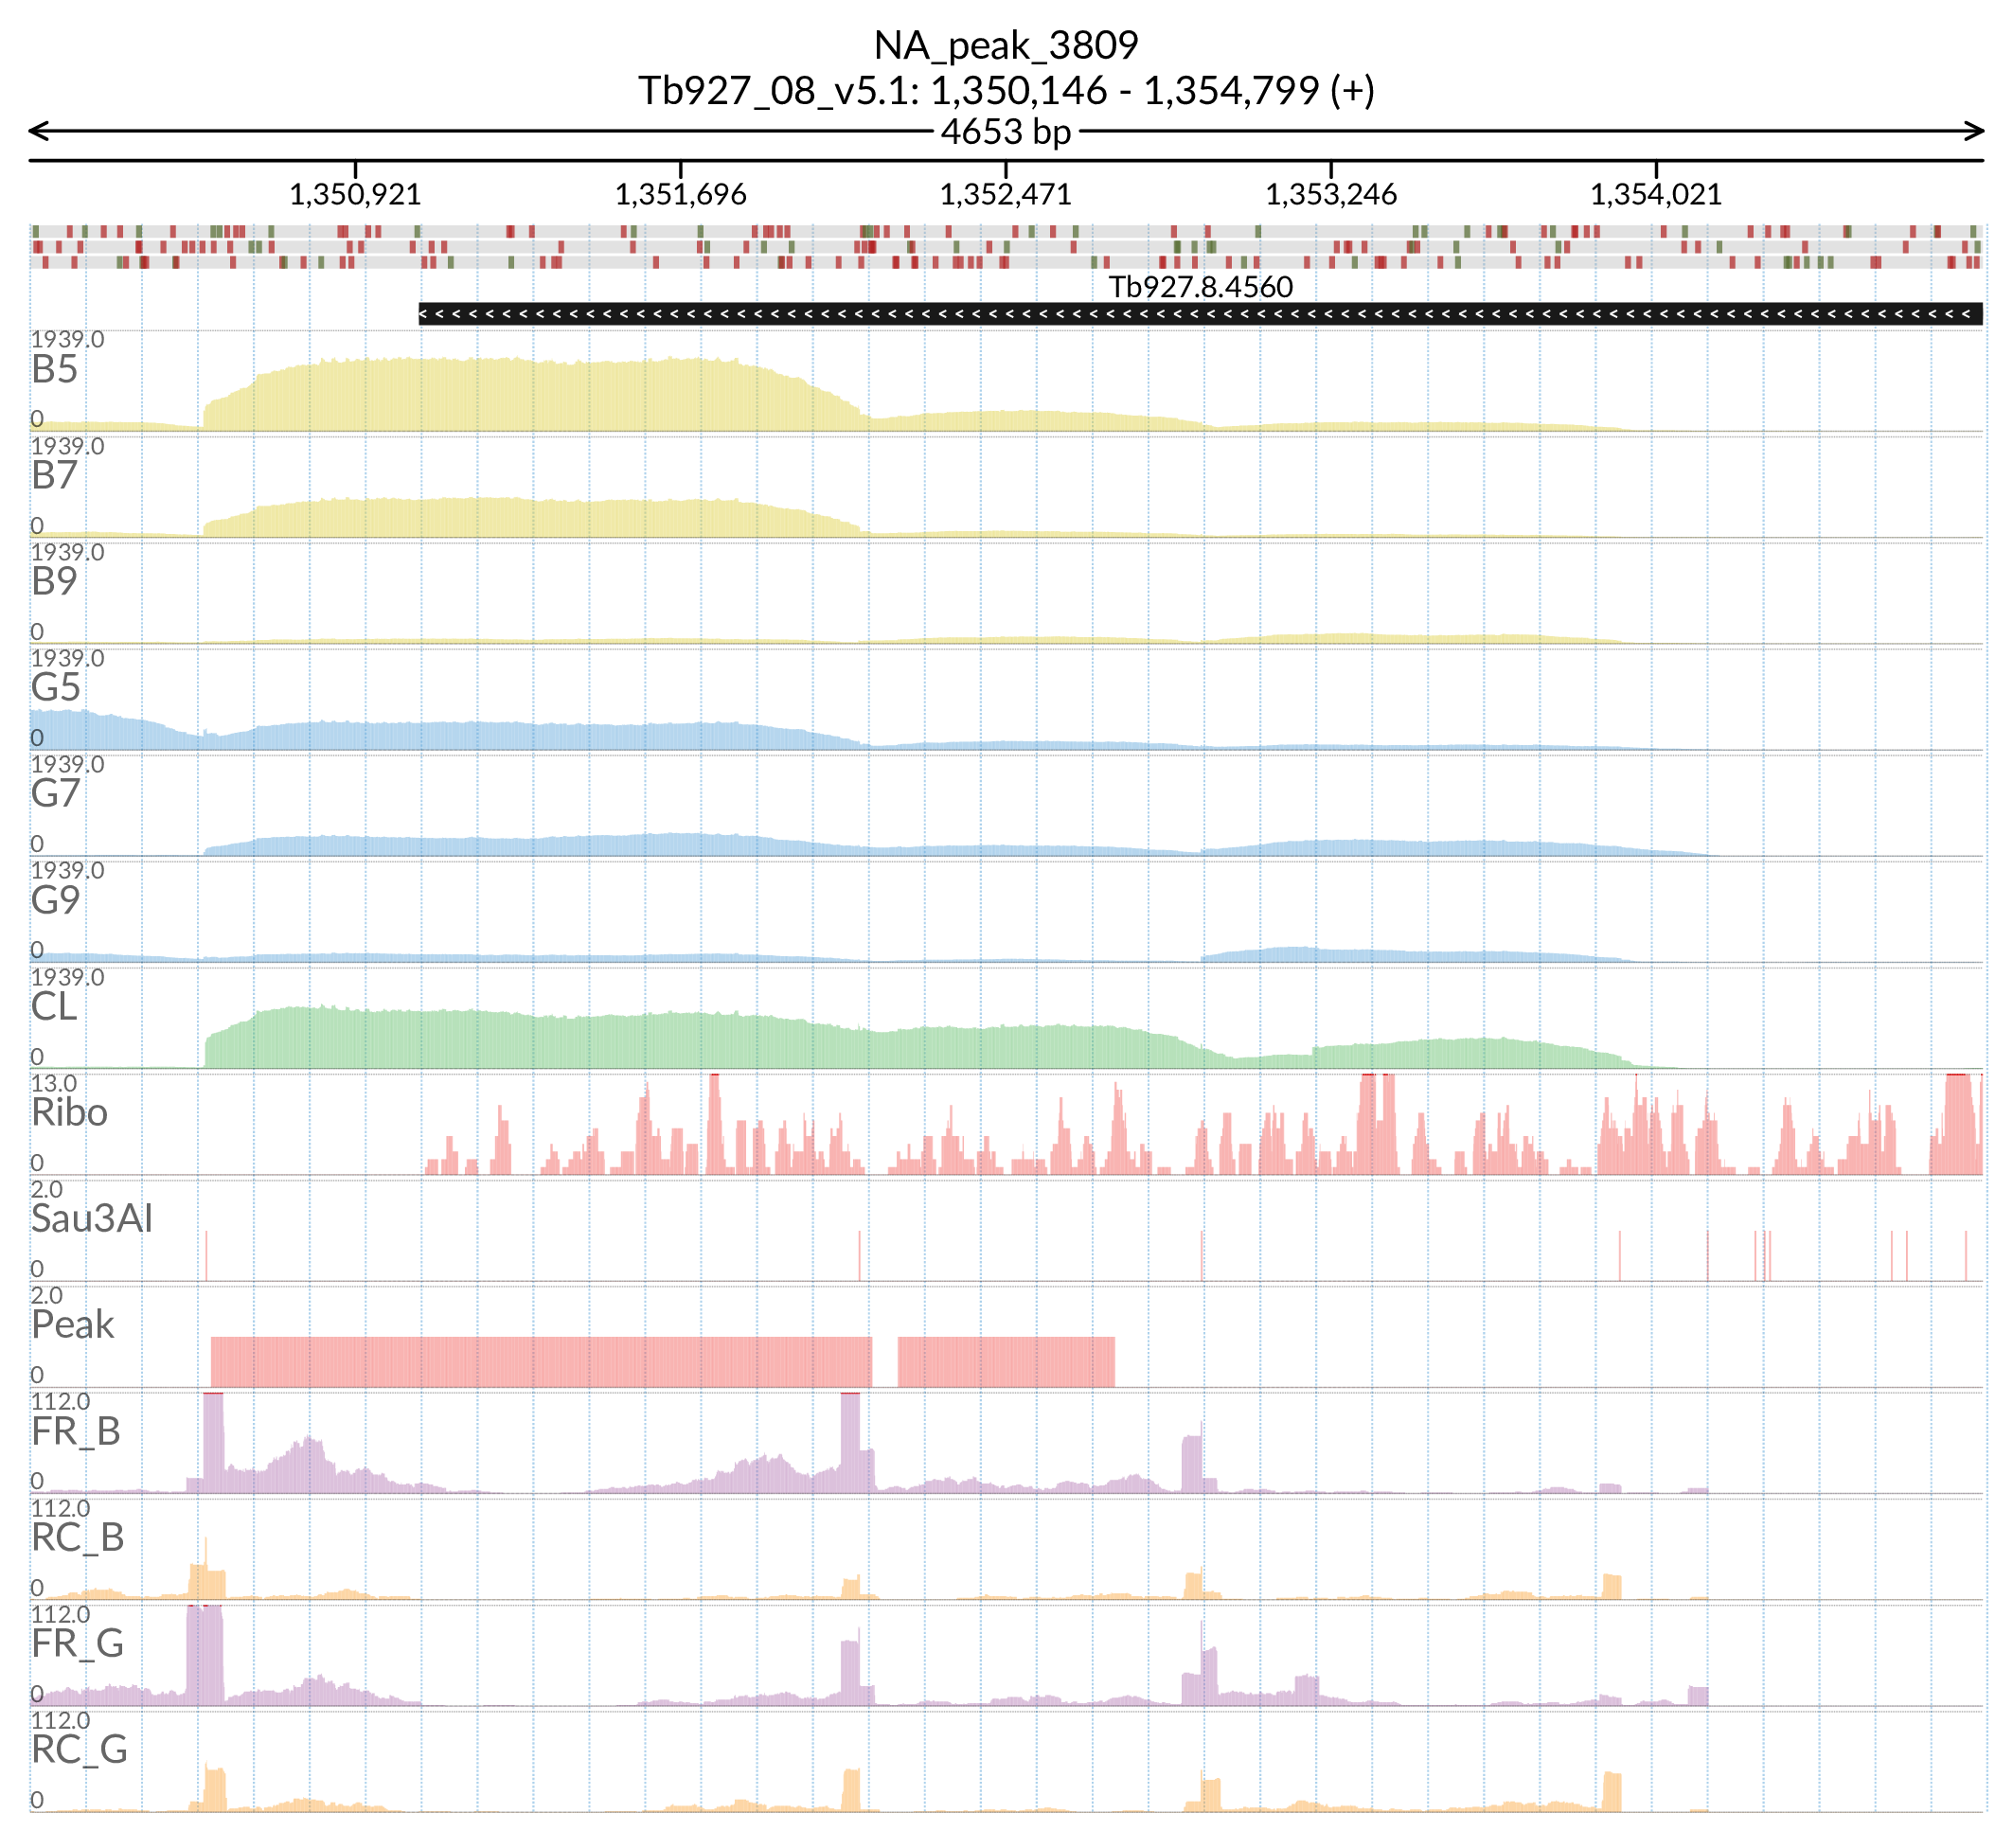 NA_peak_3809
Tb927_08_v5.1: 1,350,146 - 1,354,799 (+)
4653 bp
1,350,921 1,351,696 1,352,471 1,353,246 1,354,021
Tb927.8.4560
1939.0
B5
0
1939.0
B7
0
1939.0
B9
0
1939.0
G5
0
1939.0
G7
0
1939.0
G9
0
1939.0
CL
0
13.0
Ribo
0
2.0
Sau3AI
0
2.0
Peak
0
112.0
FR_B
0
112.0
RC_B
0
112.0
FR_G
0
112.0
RC_G
0